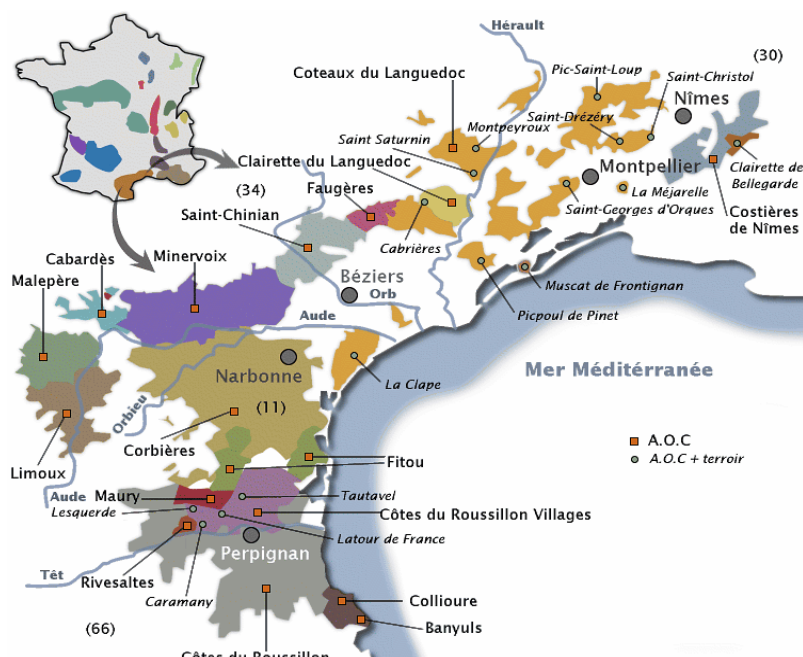 Hérault
(30)
Coteaux du Languedoc
Pic-Saint-Loup
Saint-Christol
Nîmes
Saint-Drézéry
Montpeyroux
Saint Saturnin
Clairette du Languedoc
Montpellier
Clairette de
Bellegarde
(34)
Faugères
La Méjarelle
Saint-Georges d'Orques
Costières
de Nîmes
Saint-Chinian
Cabrières
Cabardès
Minervoix
Béziers
Orb
Muscat de Frontignan
Malepère
Aude
Picpoul de Pinet
Narbonne
La Clape
Mer Méditérranée
Orbieu
(11)
Corbières
A.O.C
A.O.C + terroir
Limoux
Fitou
Aude
Maury
Tautavel
Lesquerde
Côtes du Roussillon Villages
Latour de France
Perpignan
Têt
Rivesaltes
Caramany
Collioure
(66)
Banyuls
Côtes du Roussillon